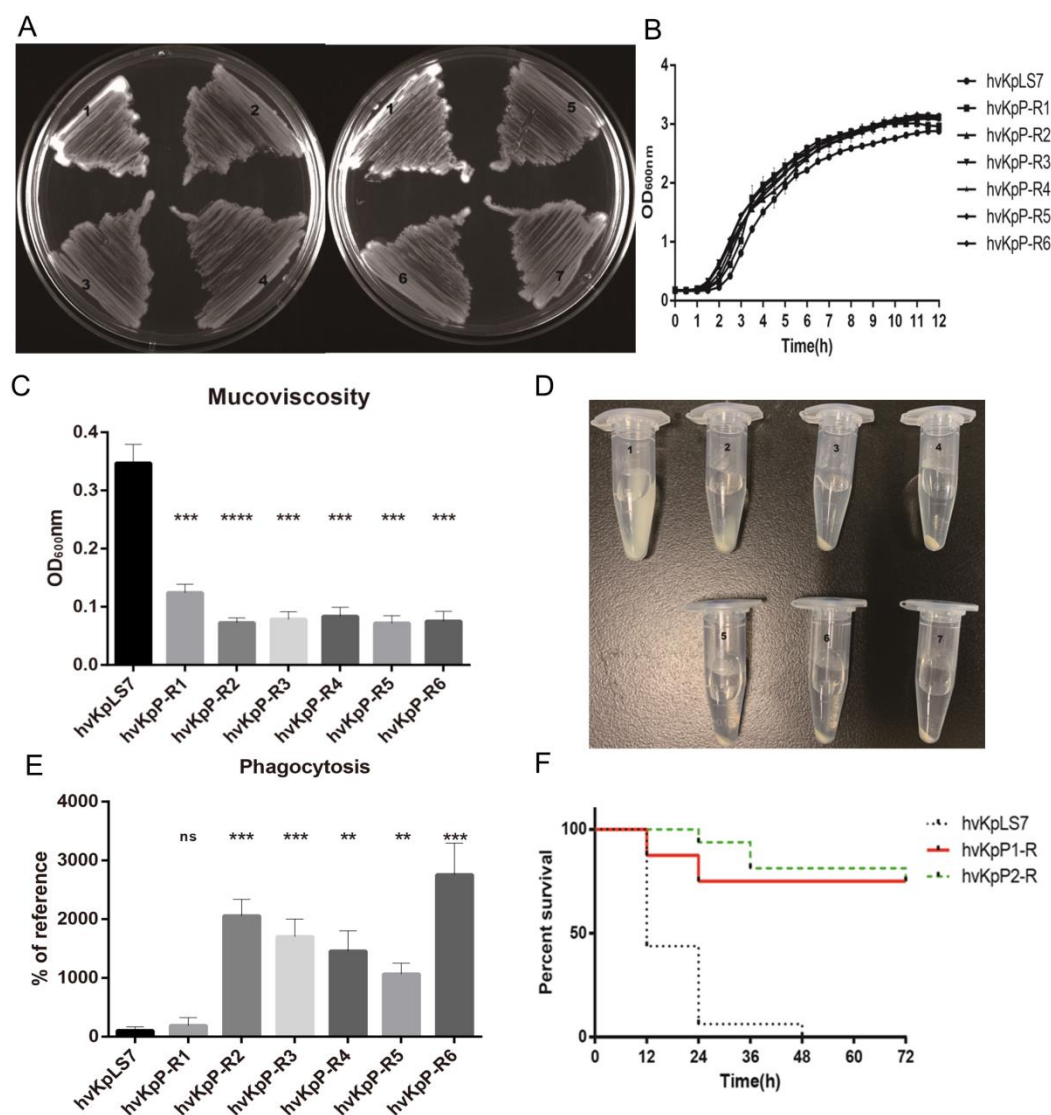 A
1
2
3
4
1
5
6
7
B
4
3
2
1
0
OD600nm
0 1 2 3 4 5 6 7 8 9 10 11 12
Time(h)
hvKpLS7
hvKpP-R1
hvKpP-R2
hvKpP-R3
hvKpP-R4
hvKpP-R5
hvKpP-R6
C
Mucoviscosity
0.4
0.3
0.2
0.1
0.0
OD600nm
*** **** *** *** *** ***
hvKpLS7
hvKpP-R1
hvKpP-R2
hvKpP-R3
hvKpP-R4
hvKpP-R5
hvKpP-R6
D
1
2
3
4
5
6
7
E
Phagocytosis
4000
3000
2000
1000
0
% of reference
ns *** *** ** ** ***
hvKpLS7
hvKpP-R1
hvKpP-R2
hvKpP-R3
hvKpP-R4
hvKpP-R5
hvKpP-R6
F
100
50
0
Percent survival
0 12 24 36 48 60 72
Time(h)
hvKpLS7
hvKpP1-R
hvKpP2-R